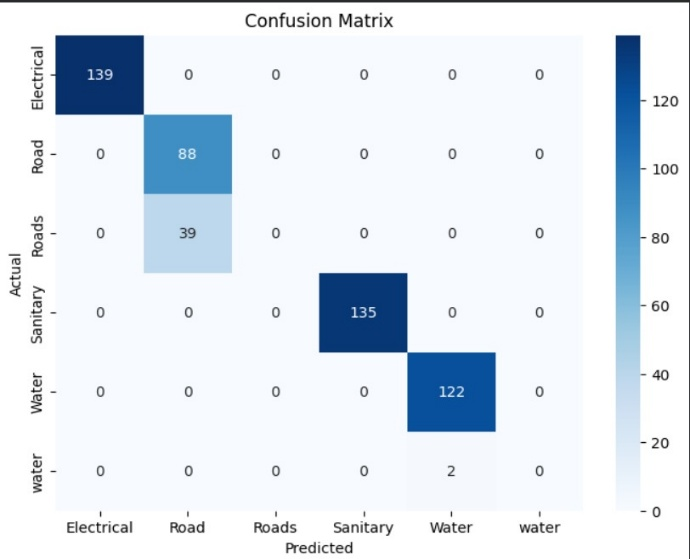 Confusion Matrix
Electrical 139 0 0 0 0 0
Road 0 88 0 0 0 0
Roads 0 39 0 0 0 0
Sanitary 0 0 0 135 0 0
Water 0 0 0 0 122 0
water 0 0 0 0 2 0
Actual
Electrical Road Roads Sanitary Water water
Predicted
120
100
80
60
40
20
0